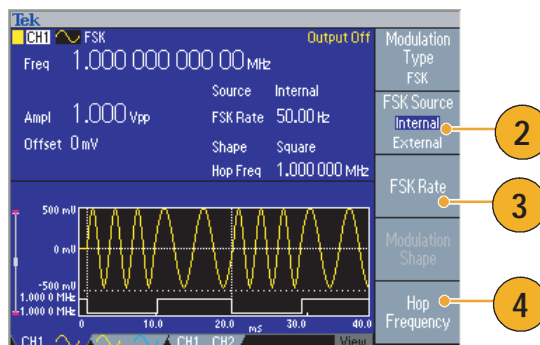 Tek
CH1 FSK
Output Off
Freq 1.000 000 000 00 MHz
Source Internal
Ampl 1.000 Vpp
FSK Rate 50.00 Hz
Offset 0 mV
Shape Square
Hop Freq 1.000 000 MHz
500 mV
0 mV
-500 mV
1.000 0 MHz
1.000 0 MHz
0 10.0 20.0 30.0 40.0
ms
CH1 CH1 CH2 View
Modulation
Type
FSK
FSK Source
Internal
External
2
FSK Rate
3
Modulation
Shape
Hop
Frequency
4